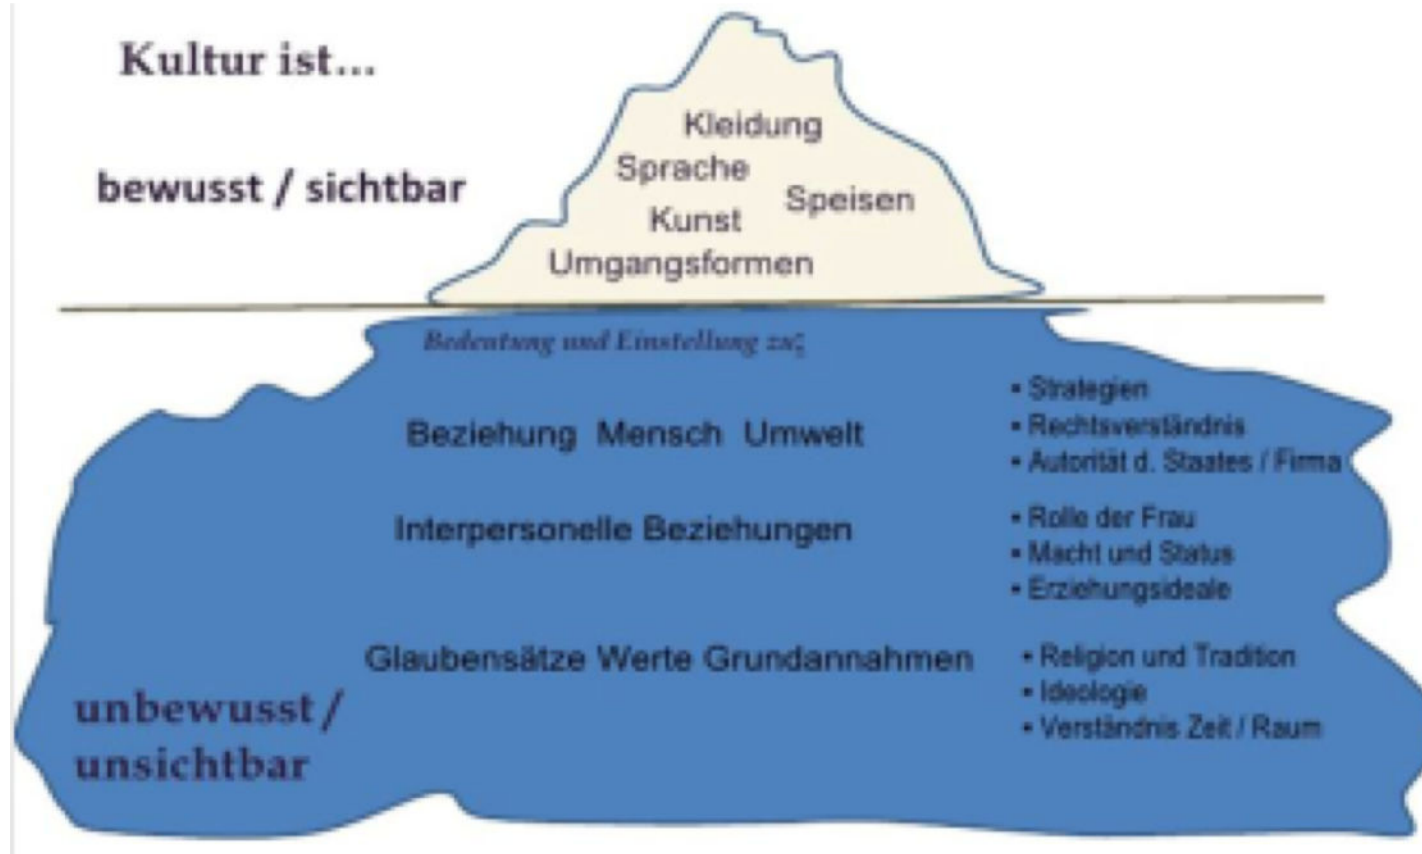 Kultur ist...
bewusst / sichtbar
Kleidung
Sprache
Speisen
Kunst
Umgangsformen
Bedeutung und Einstellung zu
Beziehung Mensch Umwelt
▪ Strategien
▪ Rechtsverständnis
▪ Autorität d. Staates / Firma
Interpersonelle Beziehungen
▪ Rolle der Frau
▪ Macht und Status
▪ Erziehungsideale
Glaubensätze Werte Grundannahmen
▪ Religion und Tradition
▪ Ideologie
▪ Verständnis Zeit / Raum
unbewusst /
unsichtbar